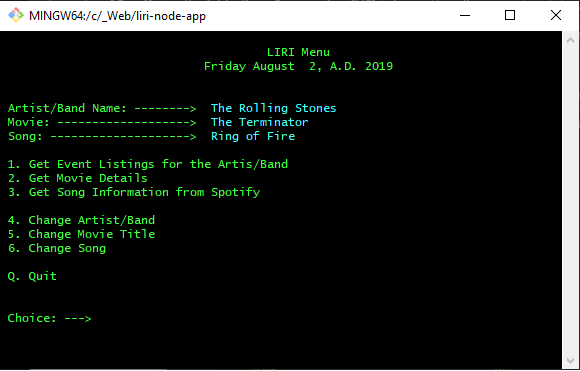 MINGW64:/c/_Web/liri-node-app
LIRI Menu
Friday August  2, A.D. 2019
Artist/Band Name: -------->  The Rolling Stones
Movie: ------------------->  The Terminator
Song: -------------------->  Ring of Fire
1. Get Event Listings for the Artis/Band
2. Get Movie Details
3. Get Song Information from Spotify
4. Change Artist/Band
5. Change Movie Title
6. Change Song
Q. Quit
Choice: --->